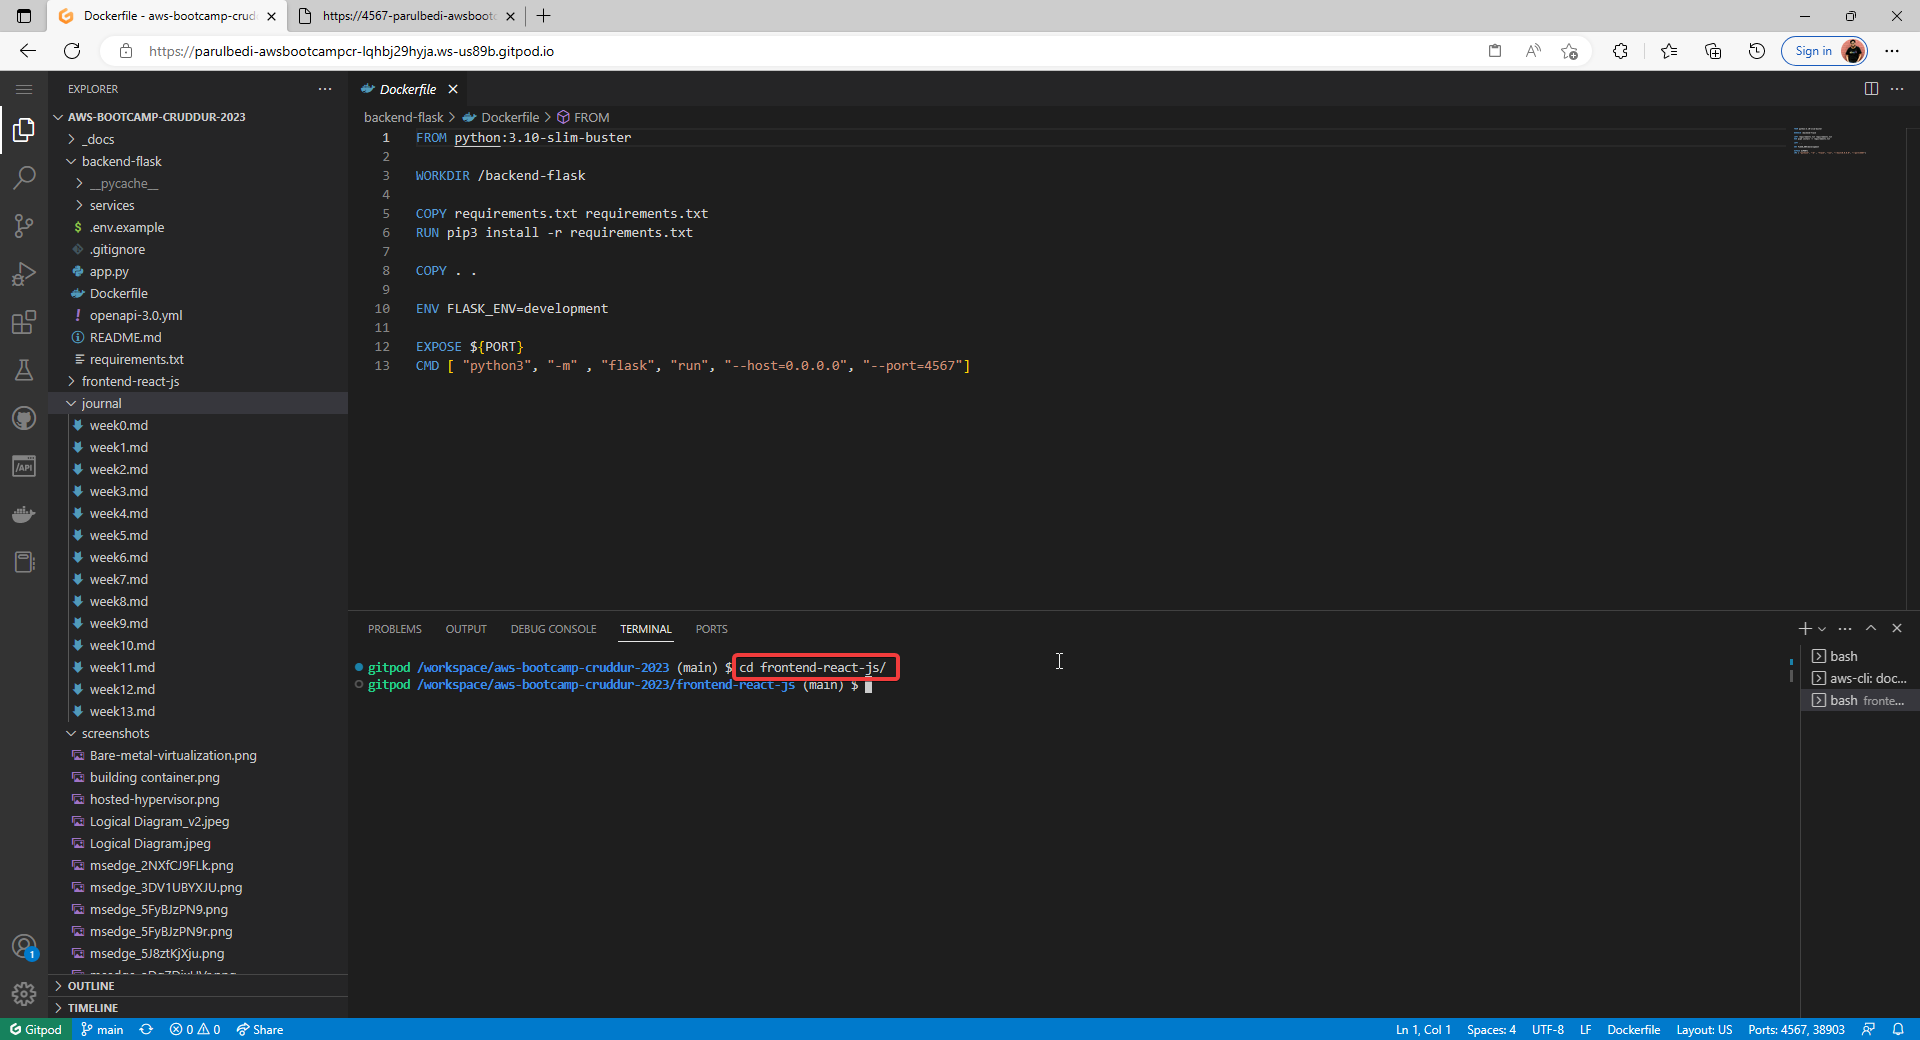 Dockerfile - aws-bootcamp-crud
https://4567-parulbedi-awsboot
https://parulbedi-awsbootcampcr-lqhbj29hyja.ws-us89b.gitpod.io
Sign in
EXPLORER
AWS-BOOTCAMP-CRUDDUR-2023
_docs
backend-flask
__pycache__
services
$ .env.example
.gitignore
app.py
Dockerfile
! openapi-3.0.yml
README.md
requirements.txt
frontend-react-js
journal
week0.md
week1.md
week2.md
week3.md
week4.md
week5.md
week6.md
week7.md
week8.md
week9.md
week10.md
week11.md
week12.md
week13.md
screenshots
Bare-metal-virtualization.png
building container.png
hosted-hypervisor.png
Logical Diagram_v2.jpeg
Logical Diagram.jpeg
msedge_2NXfCJ9FLk.png
msedge_3DV1UBYXJU.png
msedge_5FyBJzPN9.png
msedge_5FyBJzPN9r.png
msedge_5J8ztKjXju.png
OUTLINE
TIMELINE
/API
1
Dockerfile
backend-flask > Dockerfile > FROM
1 FROM python:3.10-slim-buster
2
3 WORKDIR /backend-flask
4
5 COPY requirements.txt requirements.txt
6 RUN pip3 install -r requirements.txt
7
8 COPY . .
9
10 ENV FLASK_ENV=development
11
12 EXPOSE ${PORT}
13 CMD [ "python3", "-m" , "flask", "run", "--host=0.0.0.0", "--port=4567"]
PROBLEMS OUTPUT DEBUG CONSOLE TERMINAL PORTS
gitpod /workspace/aws-bootcamp-cruddur-2023 (main) $ cd frontend-react-js/
gitpod /workspace/aws-bootcamp-cruddur-2023/frontend-react-js (main) $
bash
aws-cli: doc...
bash fronte...
Gitpod main 0 0 Share
Ln 1, Col 1 Spaces: 4 UTF-8 LF Dockerfile Layout: US Ports: 4567, 38903